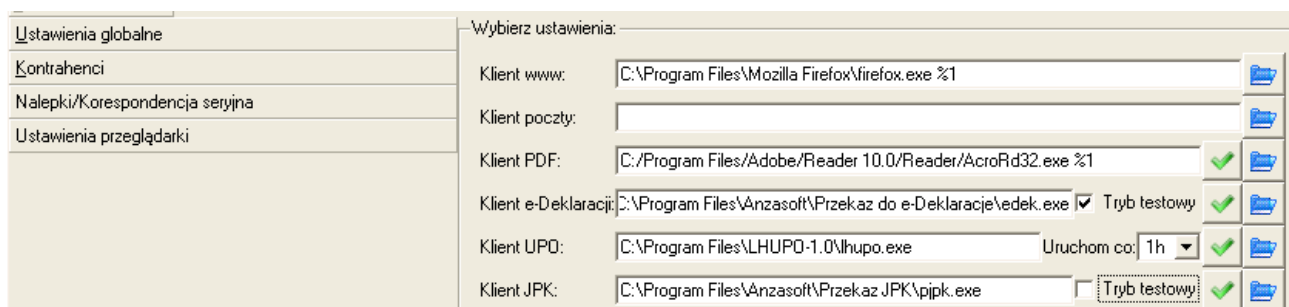 Ustawienia globalne
Kontrahenci
Nalepki/Korespondencja seryjna
Ustawienia przeglądarki
Wybierz ustawienia:
Klient www: C:\Program Files\Mozilla Firefox\firefox.exe %1
Klient poczty:
Klient PDF: C:/Program Files/Adobe/Reader 10.0/Reader/AcroRd32.exe %1
Klient e-Deklaracji: C:\Program Files\Anzasoft\Przekaz do e-Deklaracje\edek.exe Tryb testowy
Klient UPO: C:\Program Files\LHUPO-1.0\lhupo.exe Uruchom co: 1h
Klient JPK: C:\Program Files\Anzasoft\Przekaz JPK\pjpk.exe Tryb testowy